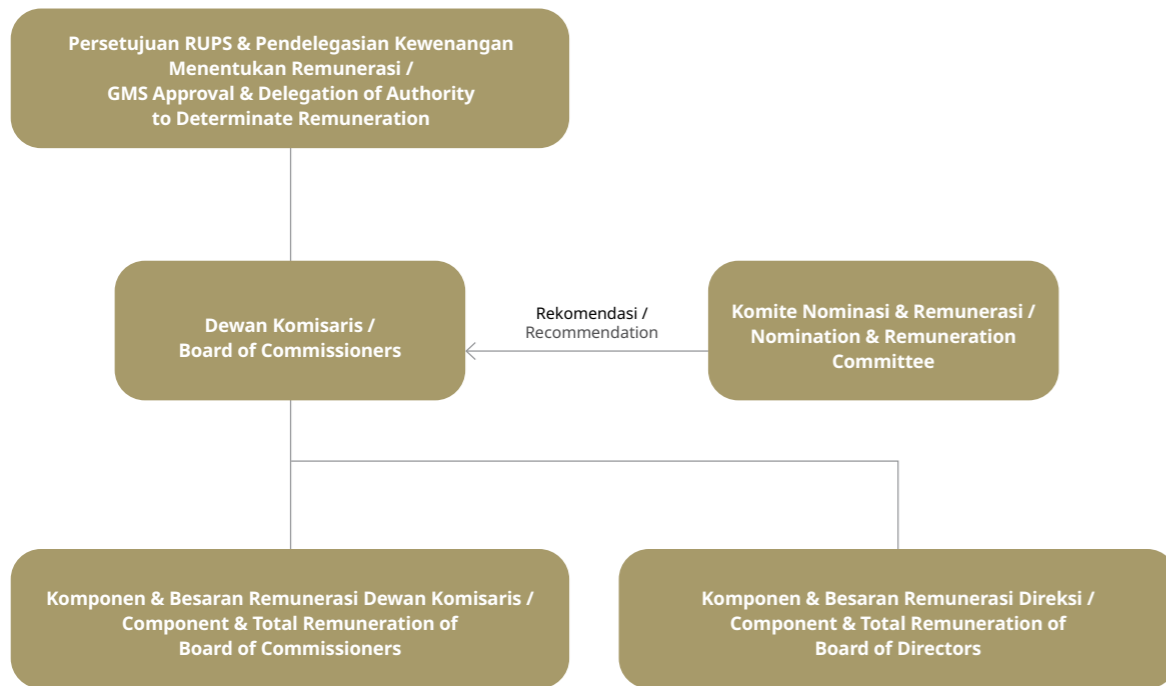 Persetujuan RUPS & Pendelegasian Kewenangan
Menentukan Remunerasi /
GMS Approval & Delegation of Authority
to Determinate Remuneration
Dewan Komisaris /
Board of Commissioners
Rekomendasi /
Recommendation
Komite Nominasi & Remunerasi /
Nomination & Remuneration
Committee
Komponen & Besaran Remunerasi Dewan Komisaris /
Component & Total Remuneration of
Board of Commissioners
Komponen & Besaran Remunerasi Direksi /
Component & Total Remuneration of
Board of Directors